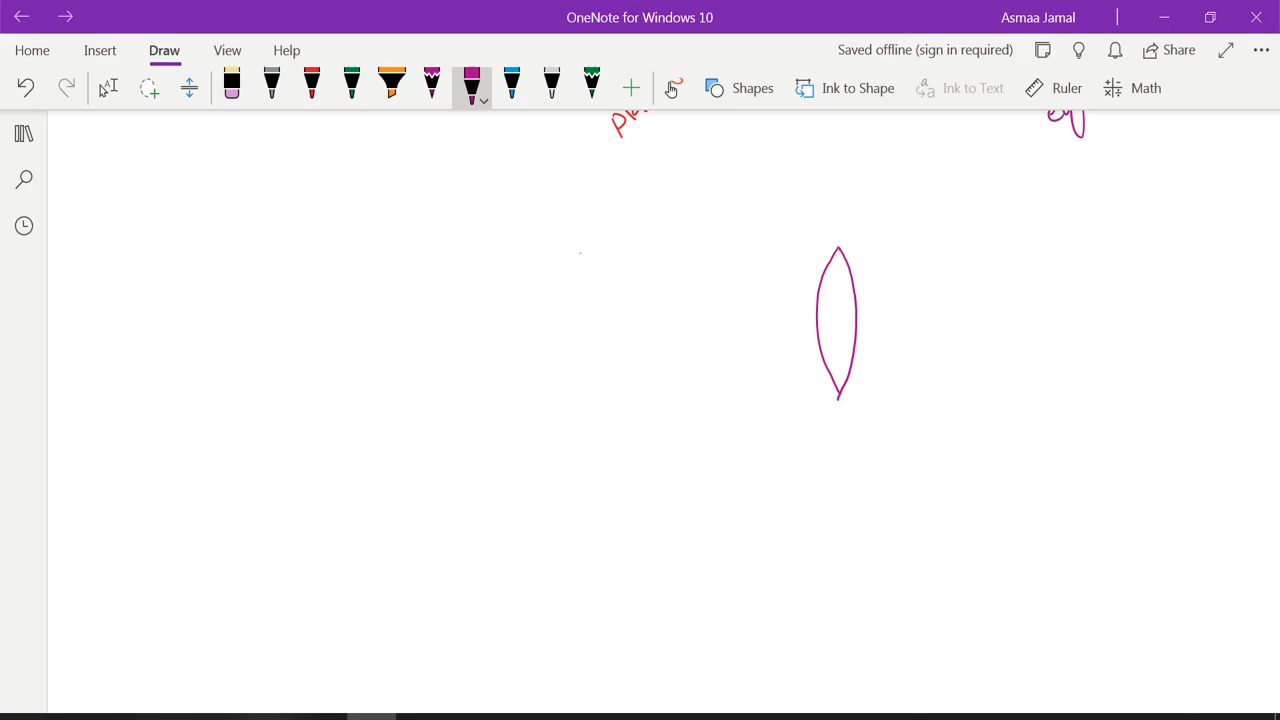 OneNote for Windows 10
Asmaa Jamal
Home Insert Draw View Help
Saved offline (sign in required)
Share
Shapes
Ink to Shape
Ink to Text
Ruler
Math